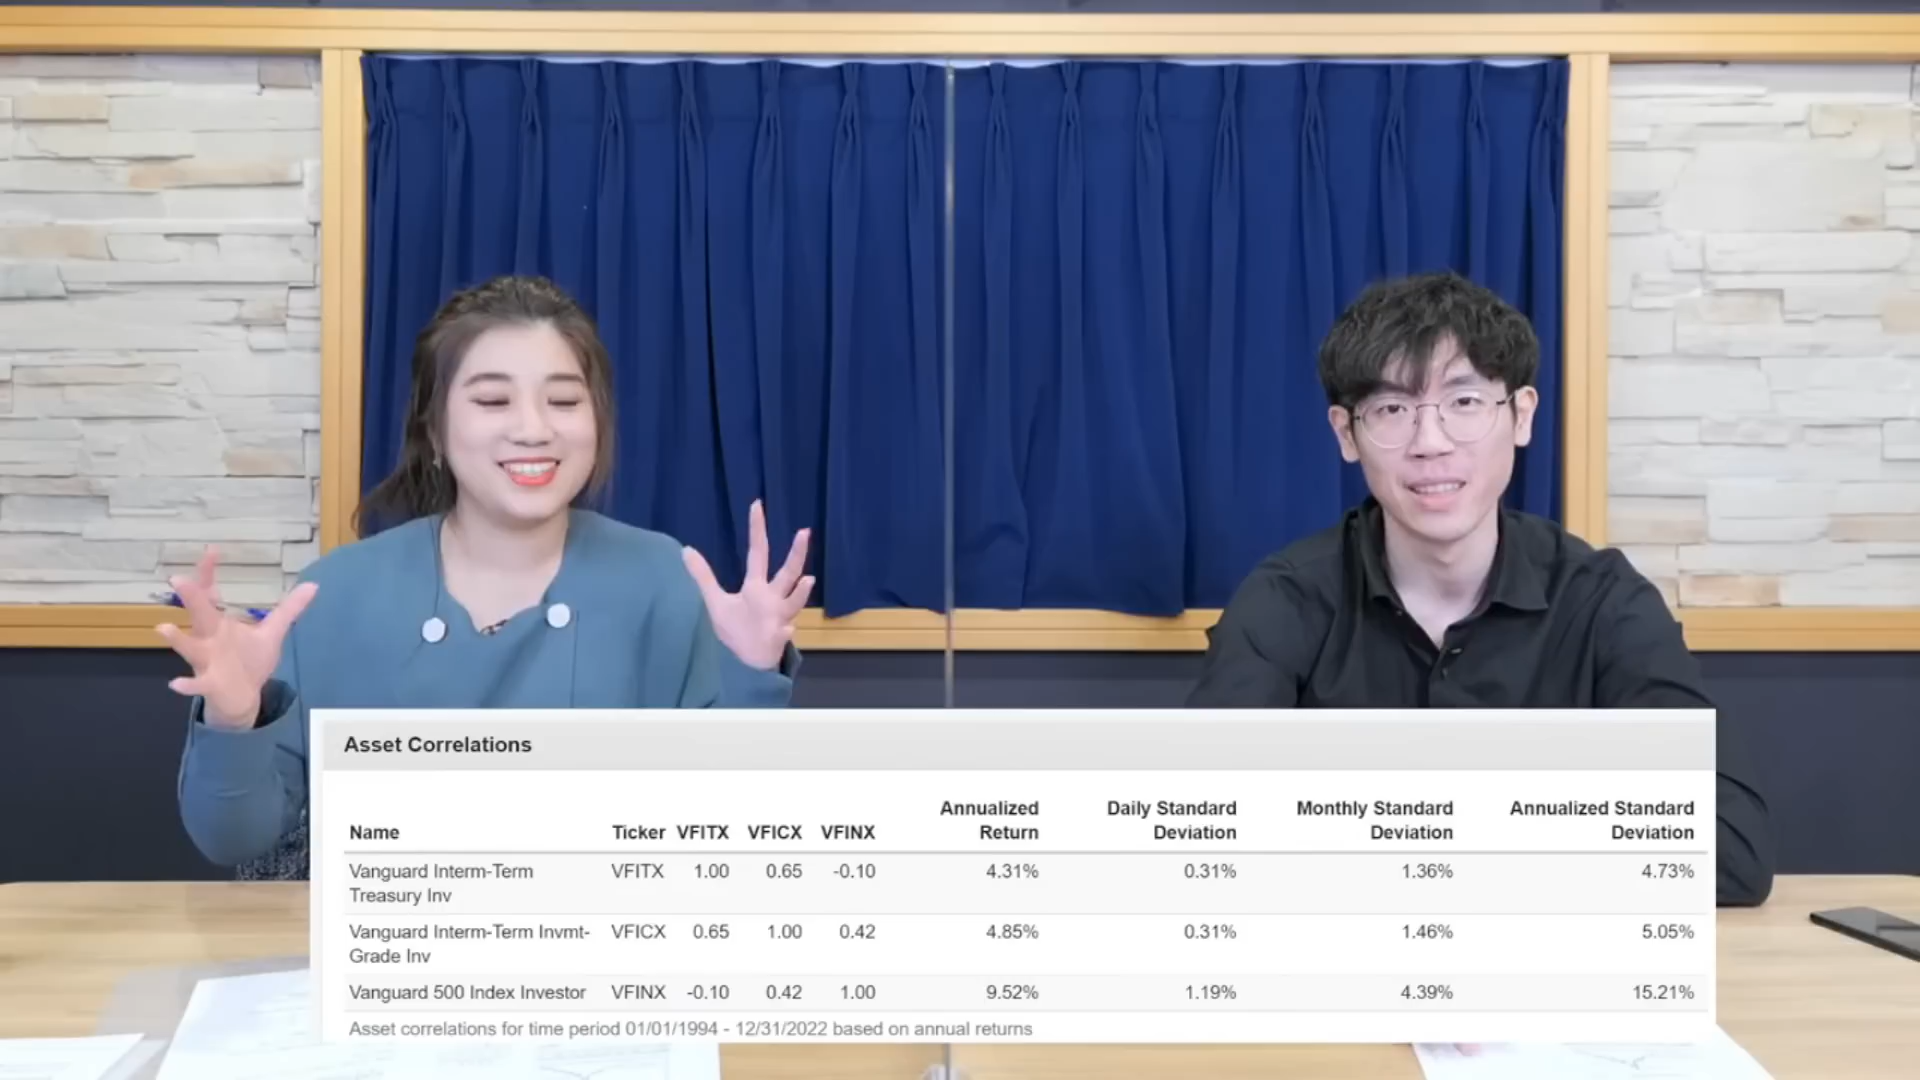 Asset Correlations
Name Ticker VFITX VFICX VFINX Annualized Return Daily Standard Deviation Monthly Standard Deviation Annualized Standard Deviation
Vanguard Interm-Term Treasury Inv VFITX 1.00 0.65 -0.10 4.31% 0.31% 1.36% 4.73%
Vanguard Interm-Term Invmt-Grade Inv VFICX 0.65 1.00 0.42 4.85% 0.31% 1.46% 5.05%
Vanguard 500 Index Investor VFINX -0.10 0.42 1.00 9.52% 1.19% 4.39% 15.21%
Asset correlations for time period 01/01/1994 - 12/31/2022 based on annual returns